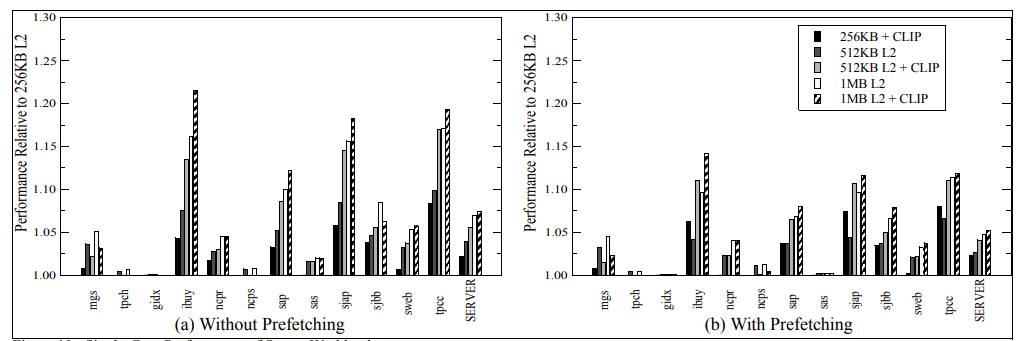 Performance Relative to 256KB L2
1.30
1.25
1.20
1.15
1.10
1.05
1.00
mgs
tpch
gidx
ibuy
ncpr
ncps
sap
sas
sjap
sjbb
sweb
tpcc
SERVER
(a) Without Prefetching
Performance Relative to 256KB L2
1.30
1.25
1.20
1.15
1.10
1.05
1.00
256KB + CLIP
512KB L2
512KB L2 + CLIP
1MB L2
1MB L2 + CLIP
mgs
tpch
gidx
ibuy
ncpr
ncps
sap
sas
sjap
sjbb
sweb
tpcc
SERVER
(b) With Prefetching